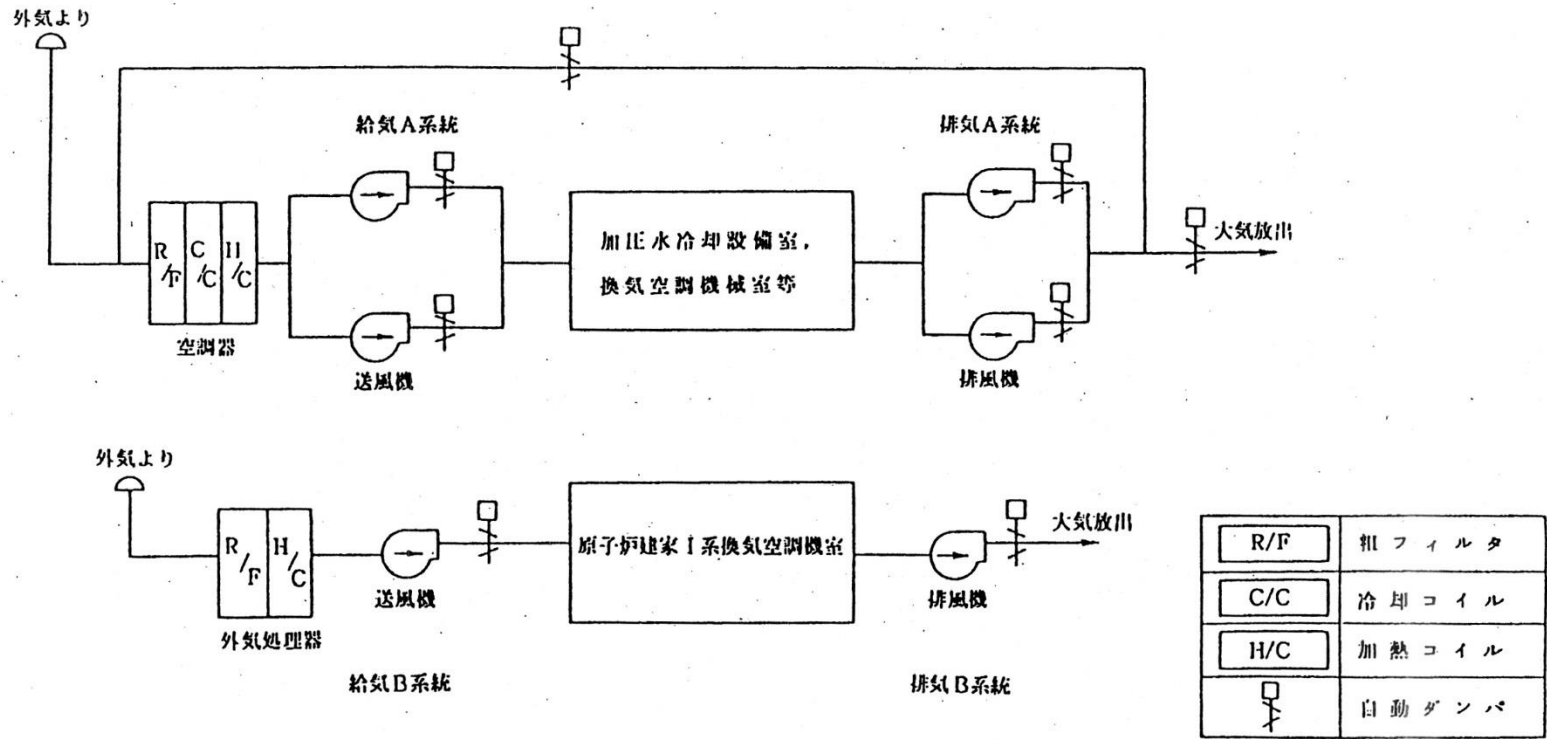 外気より
給気A系統
排気A系統
R/F
C/C
H/C
空調器
送風機
加圧水冷却設備室,
換気空調機械室等
排風機
大気放出
外気より
R/F
H/C
外気処理器
送風機
給気B系統
原子炉建家I系換気空調機室
排風機
排気B系統
大気放出
R/F 粗フィルタ
C/C 冷却コイル
H/C 加熱コイル
自動ダンパ